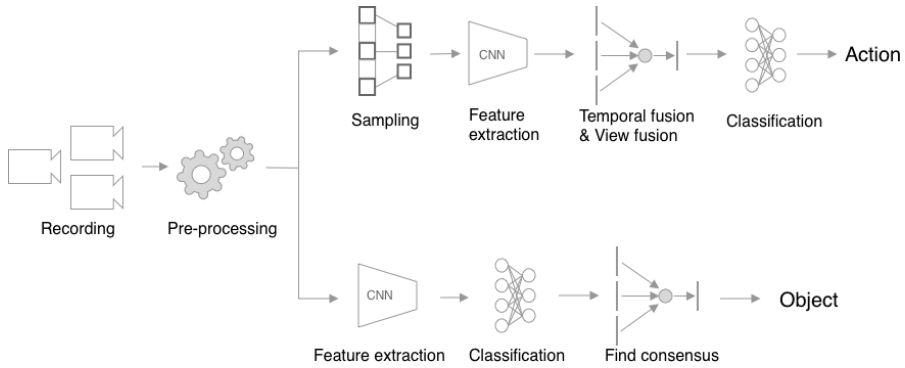 CNN
Action
Sampling
Feature
extraction
Temporal fusion
& View fusion
Classification
Recording
Pre-processing
CNN
Object
Feature extraction
Classification
Find consensus